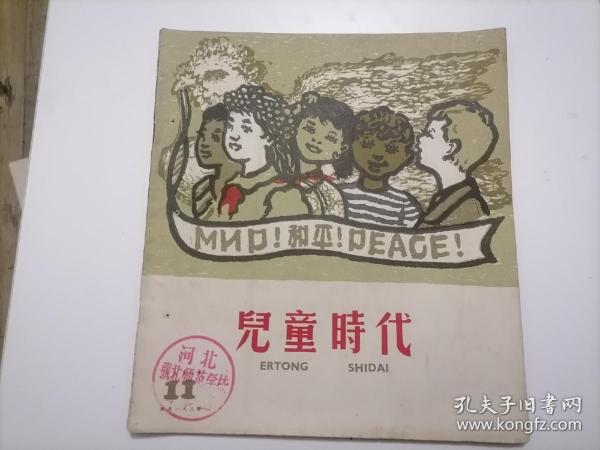 МИР! 和平! PEACE!
兒童時代
ERTONG SHIDAI
河北
11
孔夫子旧书网
www.kongfz.com